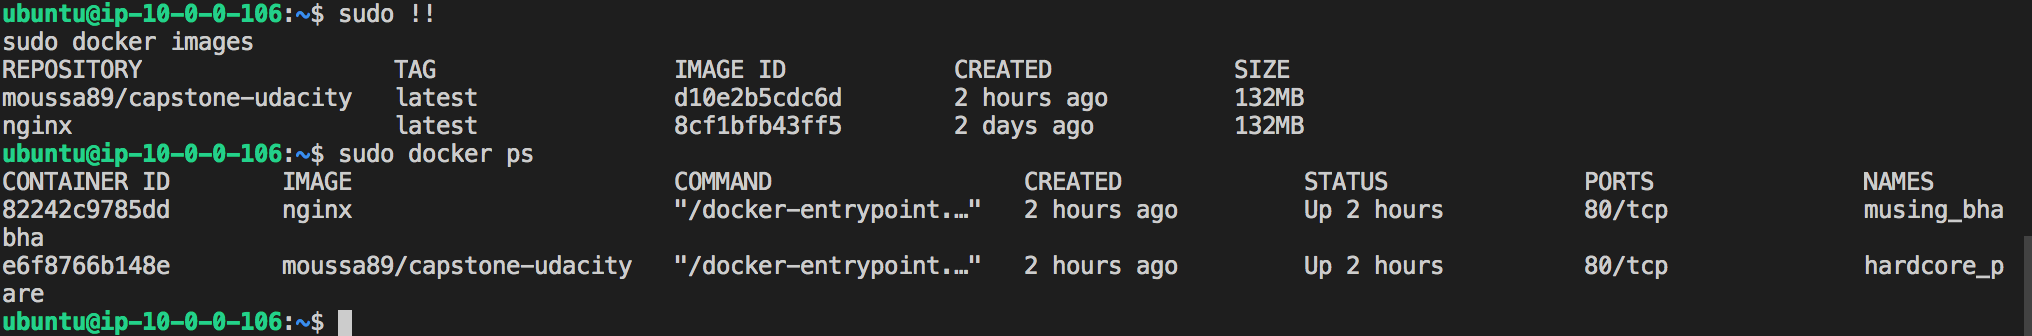 ubuntu@ip-10-0-0-106:~$ sudo !!
sudo docker images
REPOSITORY                  TAG                 IMAGE ID            CREATED             SIZE
moussa89/capstone-udacity   latest              d10e2b5cdc6d        2 hours ago         132MB
nginx                       latest              8cf1bfb43ff5        2 days ago          132MB
ubuntu@ip-10-0-0-106:~$ sudo docker ps
CONTAINER ID        IMAGE                       COMMAND                  CREATED             STATUS              PORTS               NAMES
82242c9785dd        nginx                       "/docker-entrypoint.…"   2 hours ago         Up 2 hours          80/tcp              musing_bha
bha
e6f8766b148e        moussa89/capstone-udacity   "/docker-entrypoint.…"   2 hours ago         Up 2 hours          80/tcp              hardcore_p
are
ubuntu@ip-10-0-0-106:~$